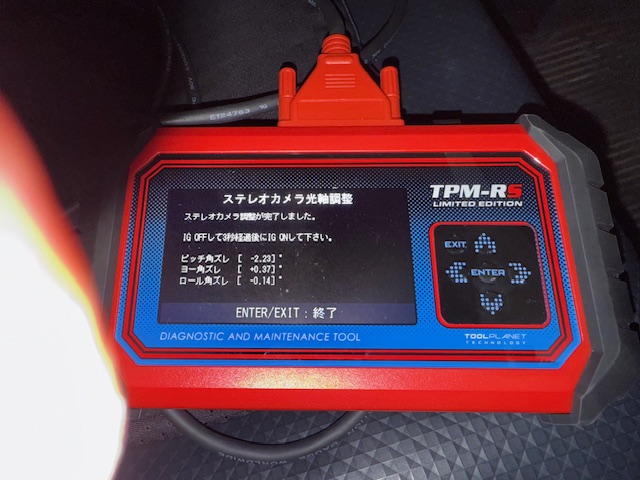 E124763 10
TPM-RS
LIMITED EDITION
ステレオカメラ光軸調整
ステレオカメラ調整が完了しました。
IG OFFして3秒経過後にIG ONして下さい。
ピッチ角ズレ [ -2.23]°
ヨー角ズレ [ +0.37]°
ロール角ズレ [ -0.14]°
ENTER/EXIT：終了
EXIT
ENTER
DIAGNOSTIC AND MAINTENANCE TOOL
TOOLPLANET
TECHNOLOGY